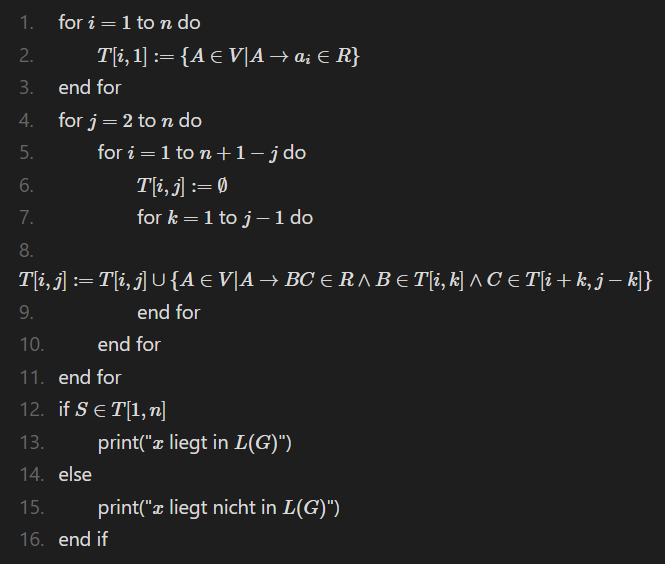 1. for i = 1 to n do
2. T[i, 1] := {A ∈ V|A → aᵢ ∈ R}
3. end for
4. for j = 2 to n do
5. for i = 1 to n + 1 − j do
6. T[i, j] := ∅
7. for k = 1 to j − 1 do
8.
T[i, j] := T[i, j] ∪ {A ∈ V|A → BC ∈ R ∧ B ∈ T[i, k] ∧ C ∈ T[i + k, j − k]}
9. end for
10. end for
11. end for
12. if S ∈ T[1, n]
13. print("x liegt in L(G)")
14. else
15. print("x liegt nicht in L(G)")
16. end if